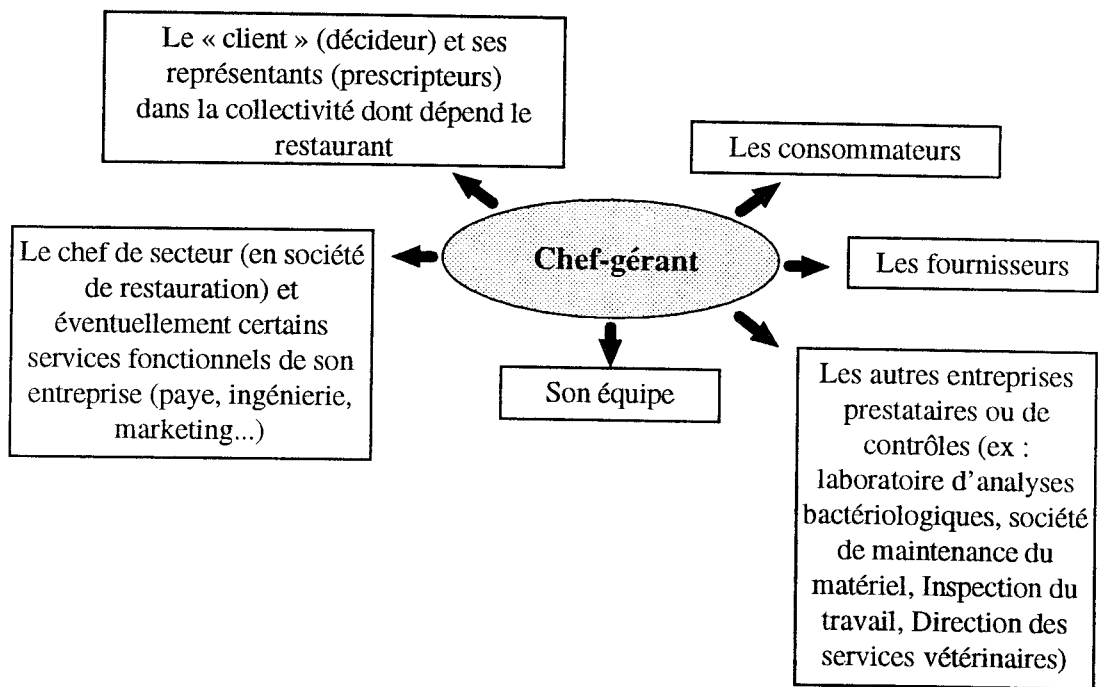 Le « client » (décideur) et ses
représentants (prescripteurs)
dans la collectivité dont dépend le
restaurant
Les consommateurs
Le chef de secteur (en société
de restauration) et
éventuellement certains
services fonctionnels de son
entreprise (paye, ingénierie,
marketing...)
Chef-gérant
Les fournisseurs
Son équipe
Les autres entreprises
prestataires ou de
contrôles (ex :
laboratoire d'analyses
bactériologiques, société
de maintenance du
matériel, Inspection du
travail, Direction des
services vétérinaires)